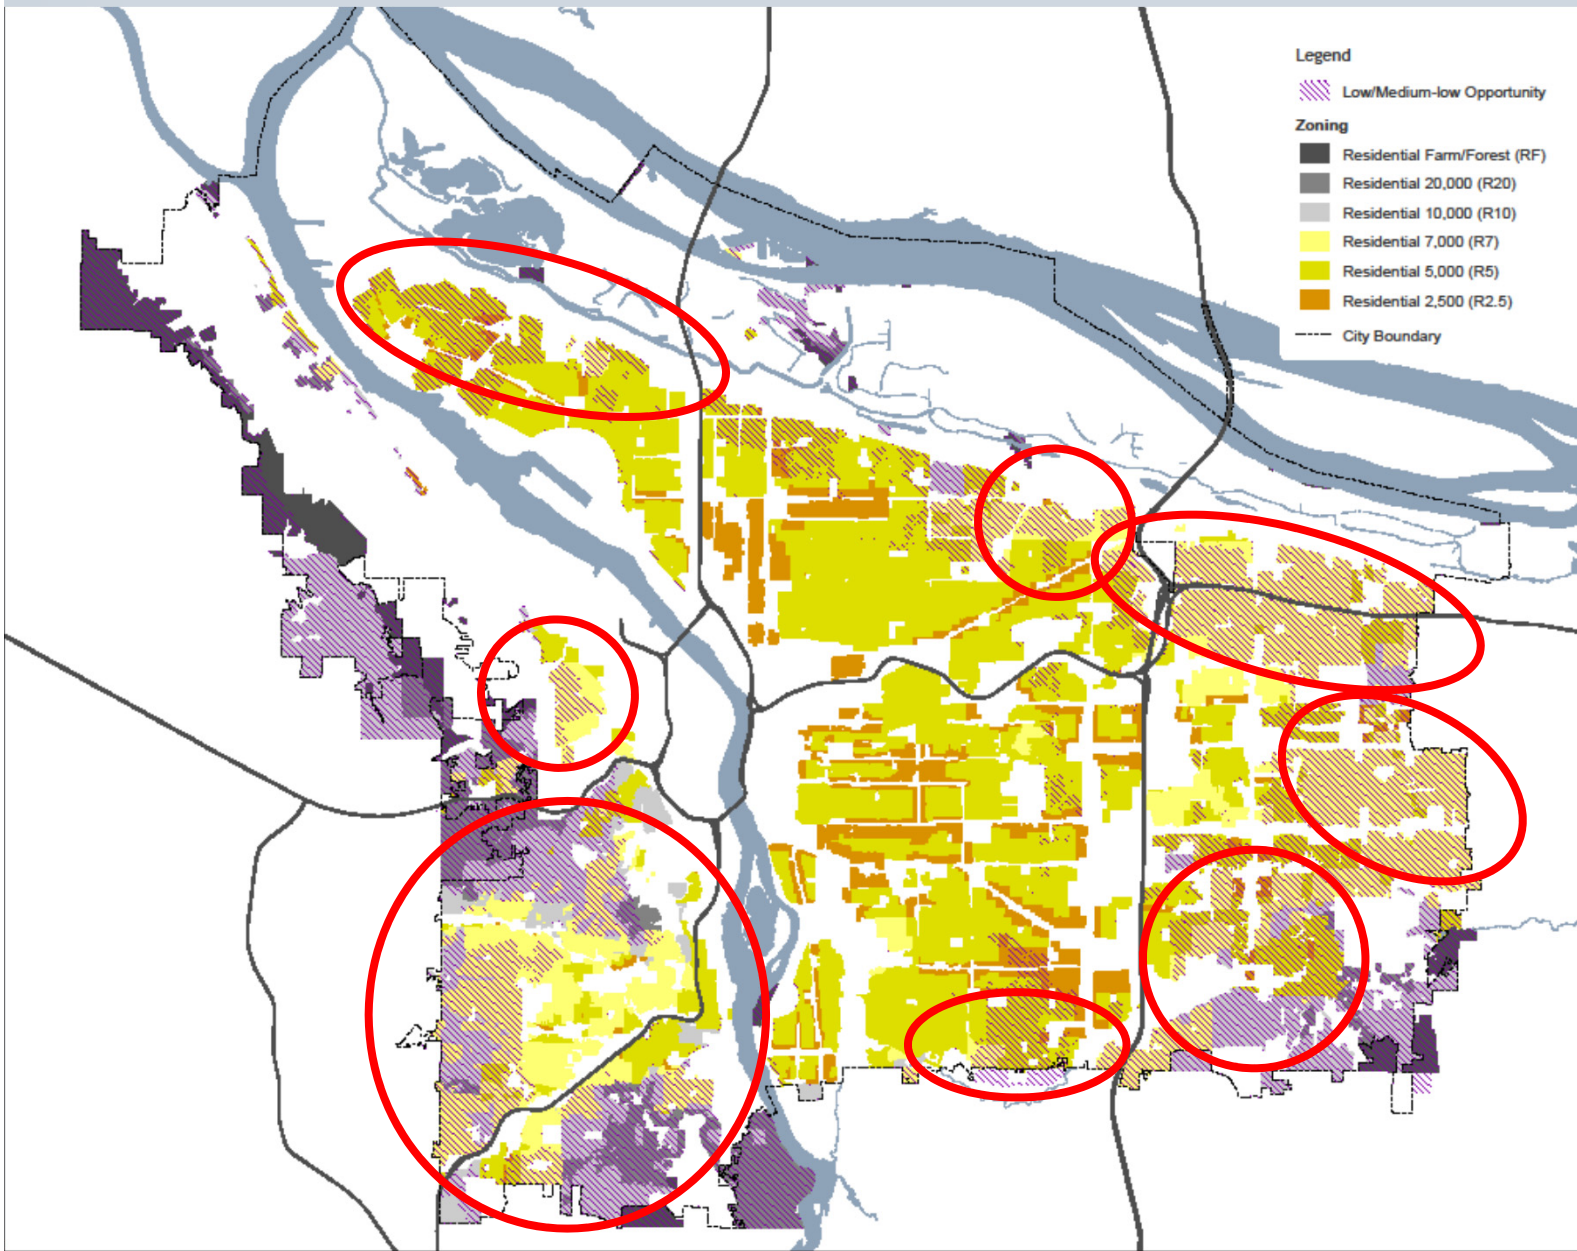 Legend
Low/Medium-low Opportunity
Zoning
Residential Farm/Forest (RF)
Residential 20,000 (R20)
Residential 10,000 (R10)
Residential 7,000 (R7)
Residential 5,000 (R5)
Residential 2,500 (R2.5)
City Boundary